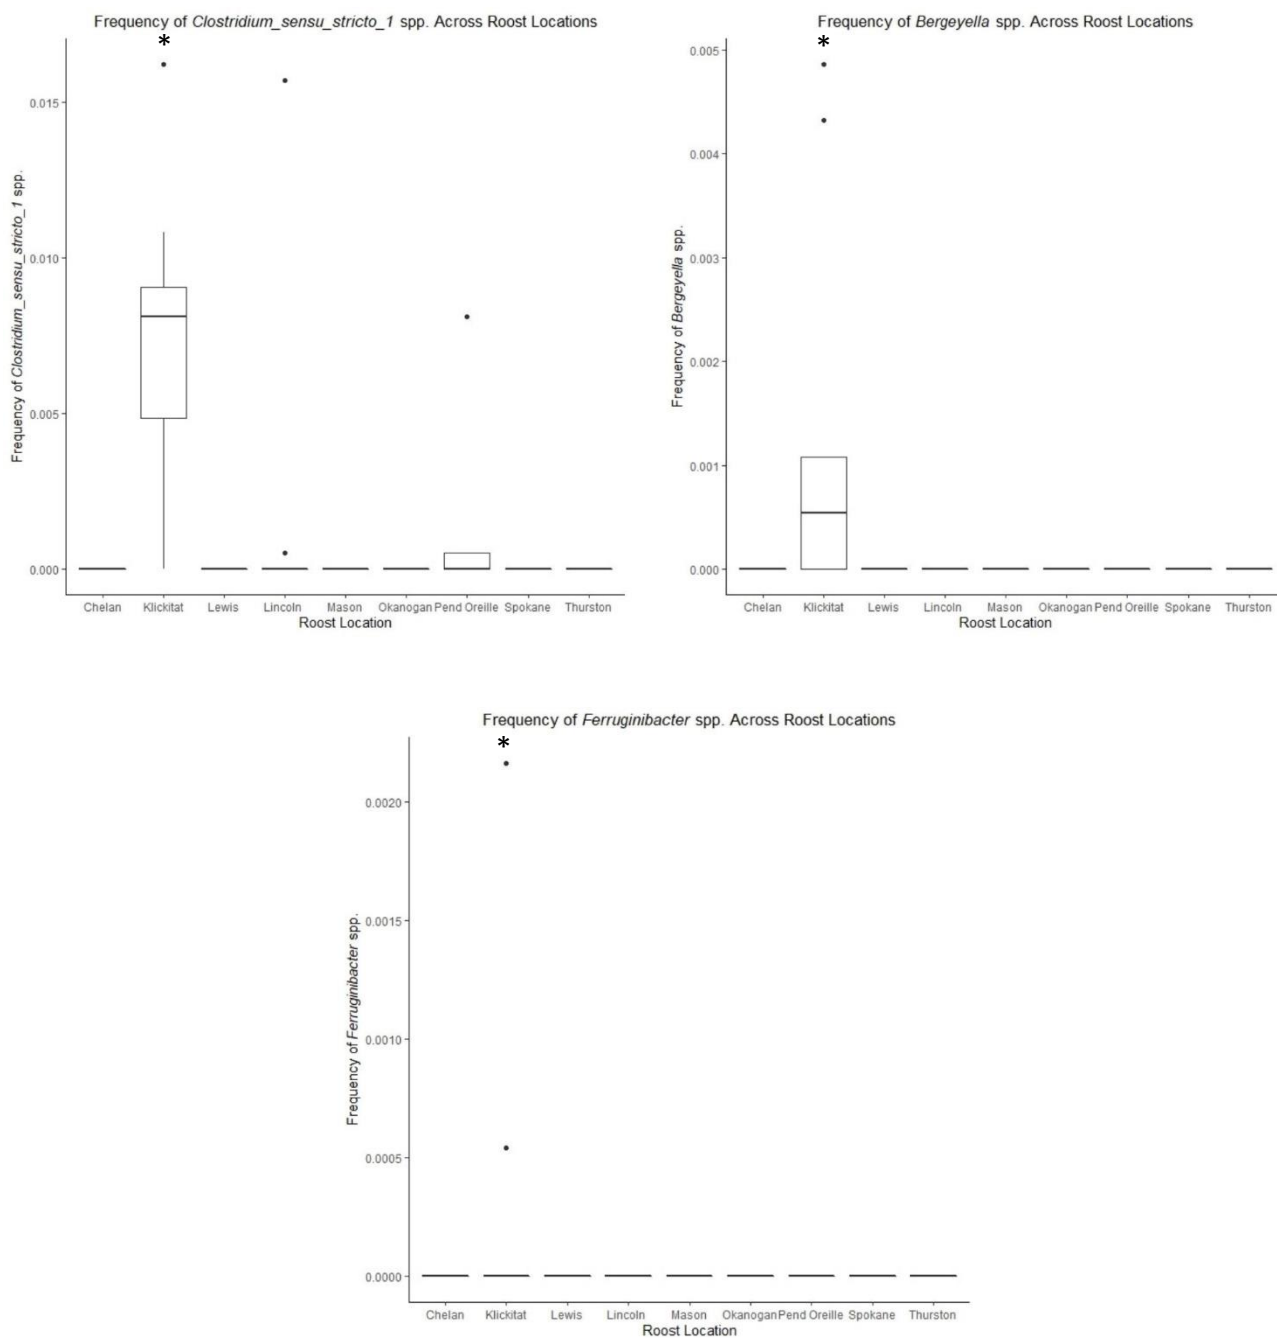 Frequency of Clostridium_sensu_stricto_1 spp. Across Roost Locations
*
Frequency of Clostridium_sensu_stricto_1 spp.
0.015
0.010
0.005
0.000
Chelan Klickitat Lewis Lincoln Mason Okanogan Pend Oreille Spokane Thurston
Roost Location
Frequency of Bergeyella spp. Across Roost Locations
*
Frequency of Bergeyella spp.
0.005
0.004
0.003
0.002
0.001
0.000
Chelan Klickitat Lewis Lincoln Mason Okanogan Pend Oreille Spokane Thurston
Roost Location
Frequency of Ferruginibacter spp. Across Roost Locations
*
Frequency of Ferruginibacter spp.
0.0020
0.0015
0.0010
0.0005
0.0000
Chelan Klickitat Lewis Lincoln Mason Okanogan Pend Oreille Spokane Thurston
Roost Location